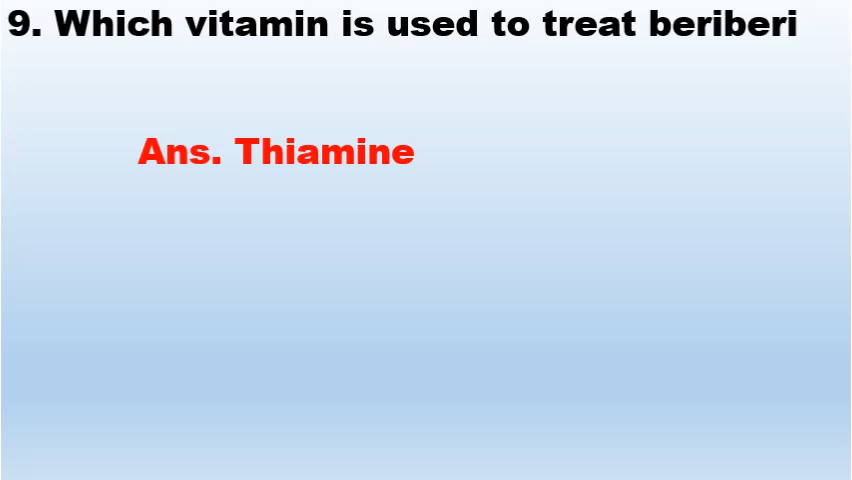 9. Which vitamin is used to treat beriberi
Ans. Thiamine